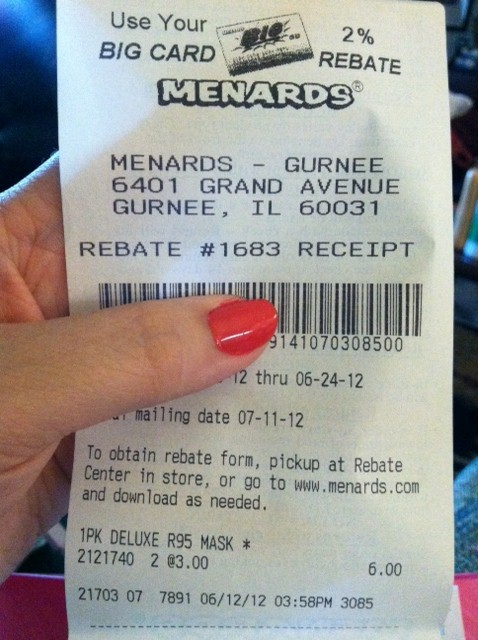 Use Your
BIG CARD
BIG
2%
REBATE
MENARDS®
MENARDS - GURNEE
6401 GRAND AVENUE
GURNEE, IL 60031
REBATE #1683 RECEIPT
9141070308500
12 thru 06-24-12
mailing date 07-11-12
To obtain rebate form, pickup at Rebate
Center in store, or go to www.menards.com
and download as needed.
1PK DELUXE R95 MASK *
2121740 2 @3.00 6.00
21703 07 7891 06/12/12 03:58PM 3085